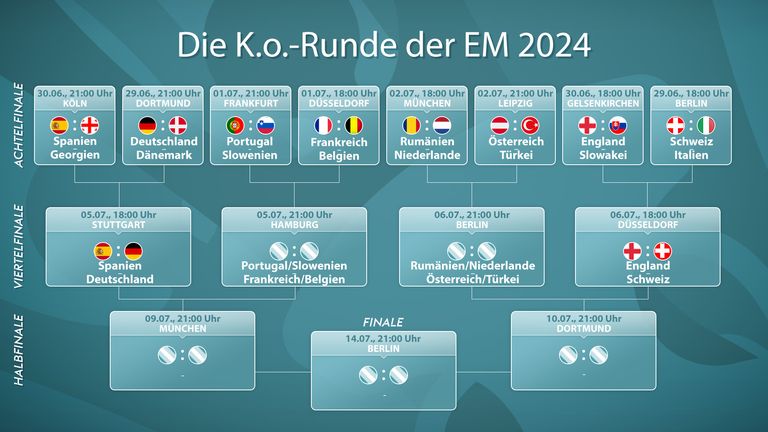 Die K.o.-Runde der EM 2024
ACHTELFINALE
30.06., 21:00 Uhr
KÖLN
:
Spanien
Georgien
29.06., 21:00 Uhr
DORTMUND
:
Deutschland
Dänemark
01.07., 21:00 Uhr
FRANKFURT
:
Portugal
Slowenien
01.07., 18:00 Uhr
DÜSSELDORF
:
Frankreich
Belgien
02.07., 18:00 Uhr
MÜNCHEN
:
Rumänien
Niederlande
02.07., 21:00 Uhr
LEIPZIG
:
Österreich
Türkei
30.06., 18:00 Uhr
GELSENKIRCHEN
:
England
Slowakei
29.06., 18:00 Uhr
BERLIN
:
Schweiz
Italien
VIERTELFINALE
05.07., 18:00 Uhr
STUTTGART
:
Spanien
Deutschland
05.07., 21:00 Uhr
HAMBURG
:
Portugal/Slowenien
Frankreich/Belgien
06.07., 21:00 Uhr
BERLIN
:
Rumänien/Niederlande
Österreich/Türkei
06.07., 18:00 Uhr
DÜSSELDORF
:
England
Schweiz
HALBFINALE
09.07., 21:00 Uhr
MÜNCHEN
:
-
FINALE
14.07., 21:00 Uhr
BERLIN
:
-
10.07., 21:00 Uhr
DORTMUND
:
-